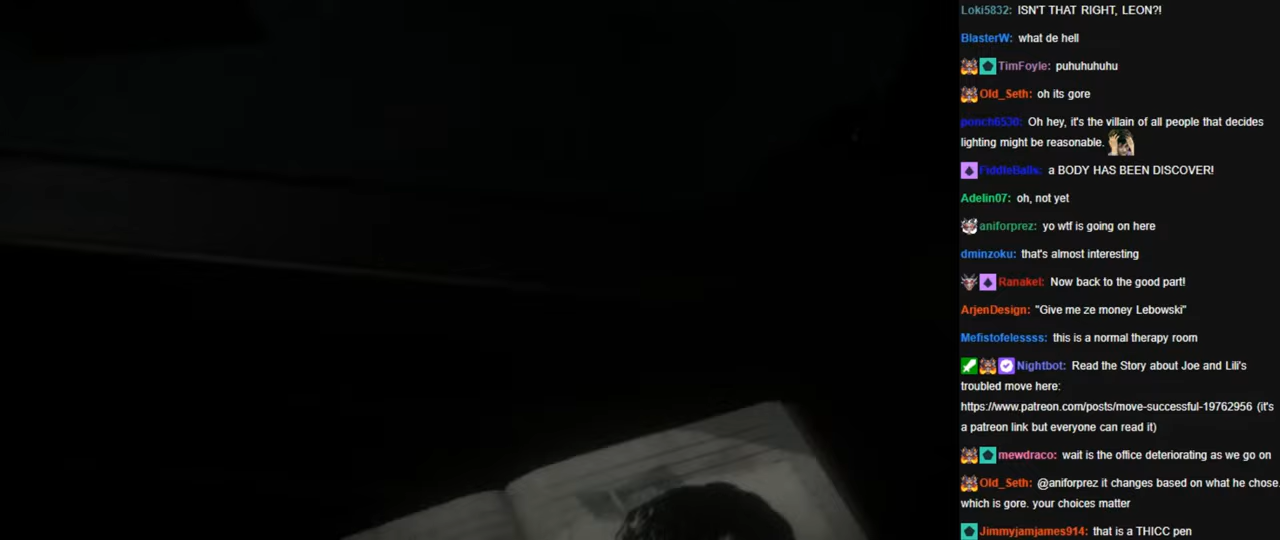 Loki5832: ISN'T THAT RIGHT, LEON?!
BlasterW: what de hell
TimFoyle: puhuhuhuhu
Old_Seth: oh its gore
ponch6530: Oh hey, it's the villain of all people that decides
lighting might be reasonable.
FiddleBalls: a BODY HAS BEEN DISCOVER!
Adelin07: oh, not yet
aniforprez: yo wtf is going on here
dminzoku: that's almost interesting
Ranakel: Now back to the good part!
ArjenDesign: "Give me ze money Lebowski"
Mefistofelessss: this is a normal therapy room
Nightbot: Read the Story about Joe and Lili's
troubled move here:
https://www.patreon.com/posts/move-successful-19762956 (it's
a patreon link but everyone can read it)
mewdraco: wait is the office deteriorating as we go on
Old_Seth: @aniforprez it changes based on what he chose.
which is gore. your choices matter
Jimmyjamjames914: that is a THICC pen